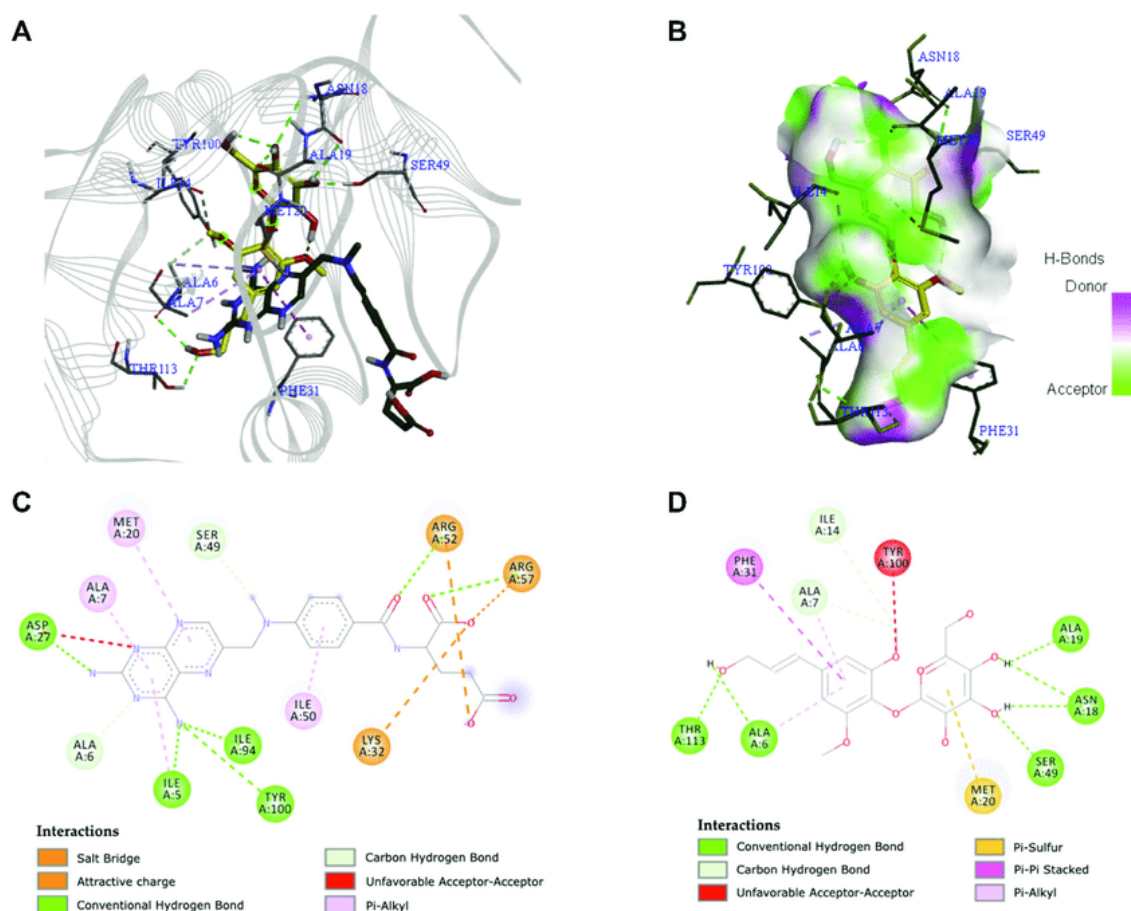 A
ASN18
TYR100
ALA19
SER49
MET20
ALA6
ALA7
THR113
PHE31
B
ASN18
ALA19
SER49
TYR100
THR113
PHE31
H-Bonds
Donor
Acceptor
C
MET
A:20
SER
A:49
ARG
A:52
ARG
A:57
ALA
A:7
ASP
A:27
N
N
N
N
N
N
N
N
O
O
O
O
O
ILE
A:50
LYS
A:32
ALA
A:6
ILE
A:94
ILE
A:5
TYR
A:100
Interactions
Salt Bridge
Attractive charge
Conventional Hydrogen Bond
Carbon Hydrogen Bond
Unfavorable Acceptor-Acceptor
Pi-Alkyl
D
ILE
A:14
PHE
A:31
TYR
A:100
ALA
A:7
ALA
A:19
H
H
H
O
O
O
O
O
O
O
O
O
ASN
A:18
THR
A:113
ALA
A:6
SER
A:49
MET
A:20
Interactions
Conventional Hydrogen Bond
Carbon Hydrogen Bond
Unfavorable Acceptor-Acceptor
Pi-Sulfur
Pi-Pi Stacked
Pi-Alkyl